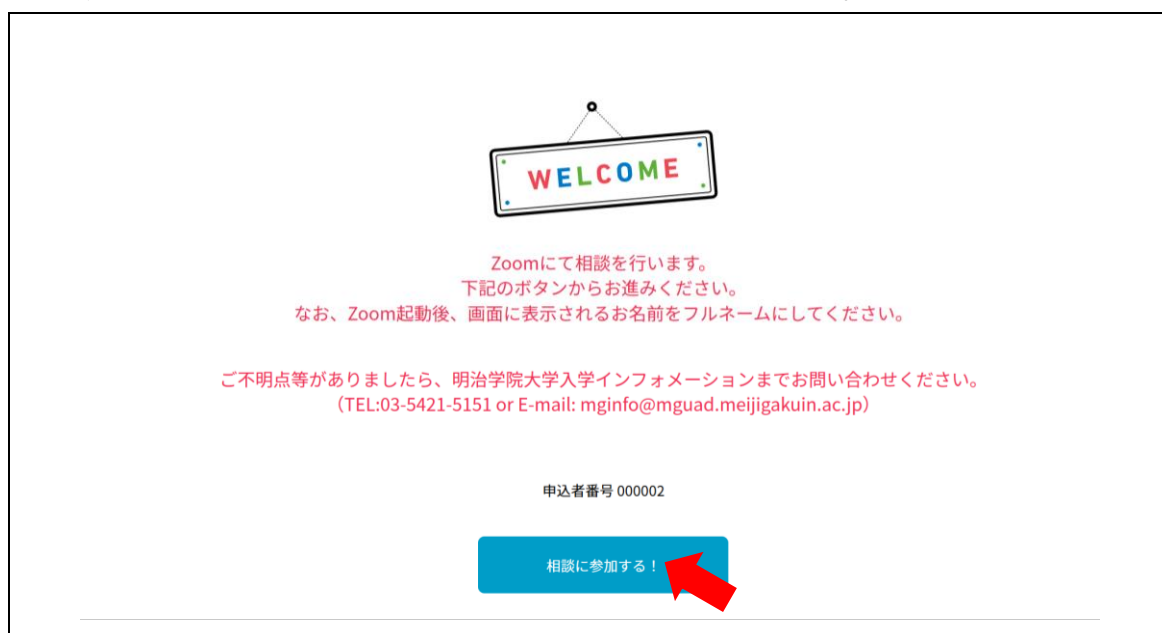 WELCOME
Zoomにて相談を行います。
下記のボタンからお進みください。
なお、Zoom起動後、画面に表示されるお名前をフルネームにしてください。
ご不明点等がありましたら、明治学院大学入学インフォメーションまでお問い合わせください。
（TEL:03-5421-5151 or E-mail: mginfo@mguad.meijigakuin.ac.jp）
申込者番号 000002
相談に参加する！